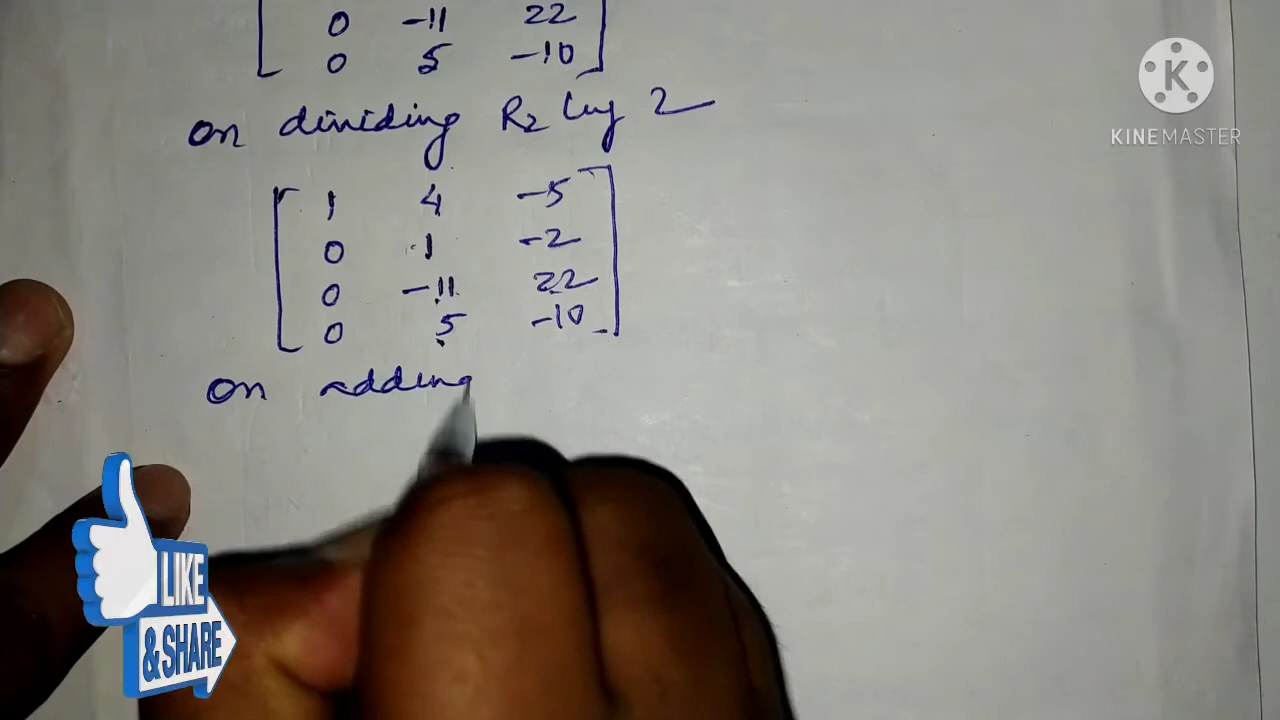 0 -11 22
0 5 -10
on dividing R2 by 2
1 4 -5
0 1 -2
0 -11 22
0 5 -10
on adding
K
KINEMASTER
LIKE
& SHARE